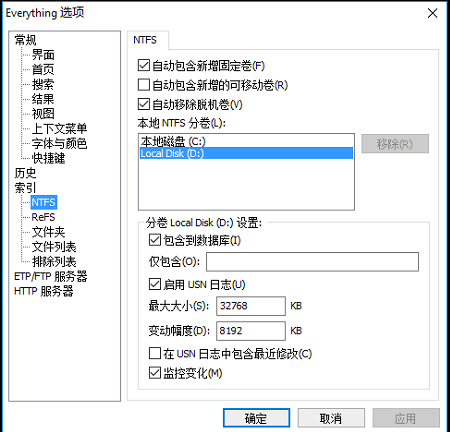 Everything 选项
常规
界面
首页
搜索
结果
视图
上下文菜单
字体与颜色
快捷键
历史
索引
NTFS
ReFS
文件夹
文件列表
排除列表
ETP/FTP 服务器
HTTP 服务器
NTFS
自动包含新增固定卷(F)
自动包含新增的可移动卷(R)
自动移除脱机卷(V)
本地 NTFS 分卷(L):
本地磁盘 (C:)
Local Disk (D:)
移除(R)
分卷 Local Disk (D:) 设置:
包含到数据库(I)
仅包含(O):
启用 USN 日志(U)
最大大小(S): 32768 KB
变动幅度(D): 8192 KB
在 USN 日志中包含最近修改(C)
监控变化(M)
确定 取消 应用